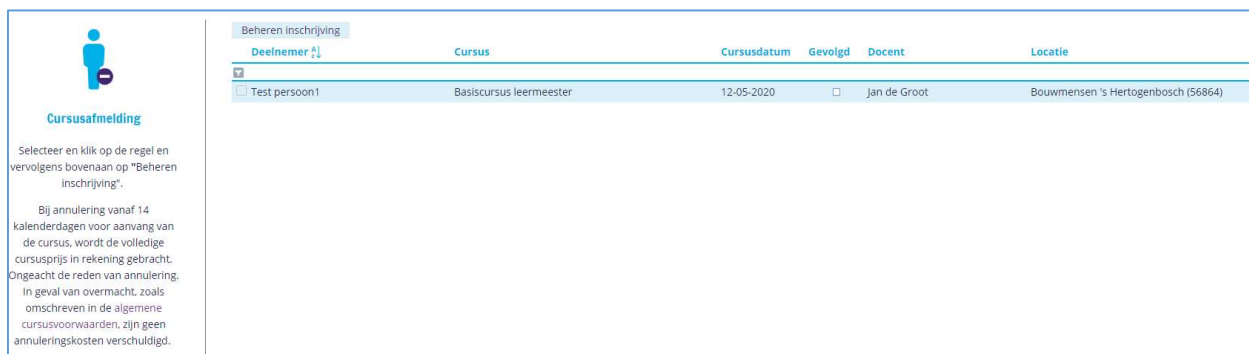 Cursusafmelding
Selecteer en klik op de regel en
vervolgens bovenaan op "Beheren
inschrijving".
Bij annulering vanaf 14
kalenderdagen voor aanvang van
de cursus, wordt de volledige
cursusprijs in rekening gebracht.
Ongeacht de reden van annulering.
In geval van overmacht, zoals
omschreven in de algemene
cursusvoorwaarden, zijn geen
annuleringskosten verschuldigd.
Beheren inschrijving
Deelnemer Cursus Cursusdatum Gevolgd Docent Locatie
Test persoon1 Basiscursus leermeester 12-05-2020 Jan de Groot Bouwmensen 's Hertogenbosch (56864)